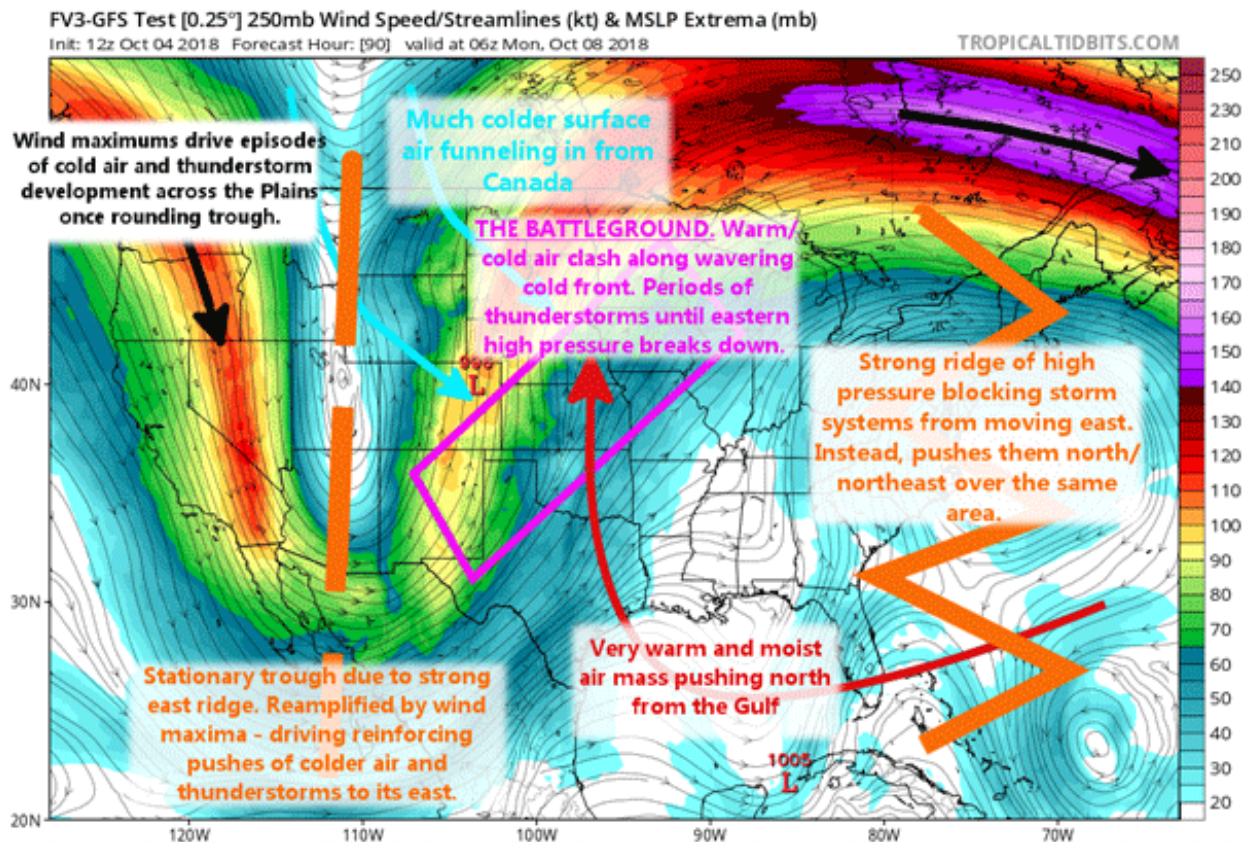 FV3-GFS Test [0.25°] 250mb Wind Speed/Streamlines (kt) & MSLP Extrema (mb)
Init: 12z Oct 04 2018 Forecast Hour: [90] valid at 06z Mon, Oct 08 2018
TROPICALTIDBITS.COM
Wind maximums drive episodes
of cold air and thunderstorm
development across the Plains
once rounding trough.
Much colder surface
air funneling in from
Canada
THE BATTLEGROUND. Warm/
cold air clash along wavering
cold front. Periods of
thunderstorms until eastern
high pressure breaks down.
996
L
Strong ridge of high
pressure blocking storm
systems from moving east.
Instead, pushes them north/
northeast over the same
area.
Very warm and moist
air mass pushing north
from the Gulf
Stationary trough due to strong
east ridge. Reamplified by wind
maxima - driving reinforcing
pushes of colder air and
thunderstorms to its east.
1005
L
40N
30N
20N
120W
110W
100W
90W
80W
70W
250
230
210
200
190
180
170
160
150
140
130
120
110
100
90
80
70
60
50
40
30
20